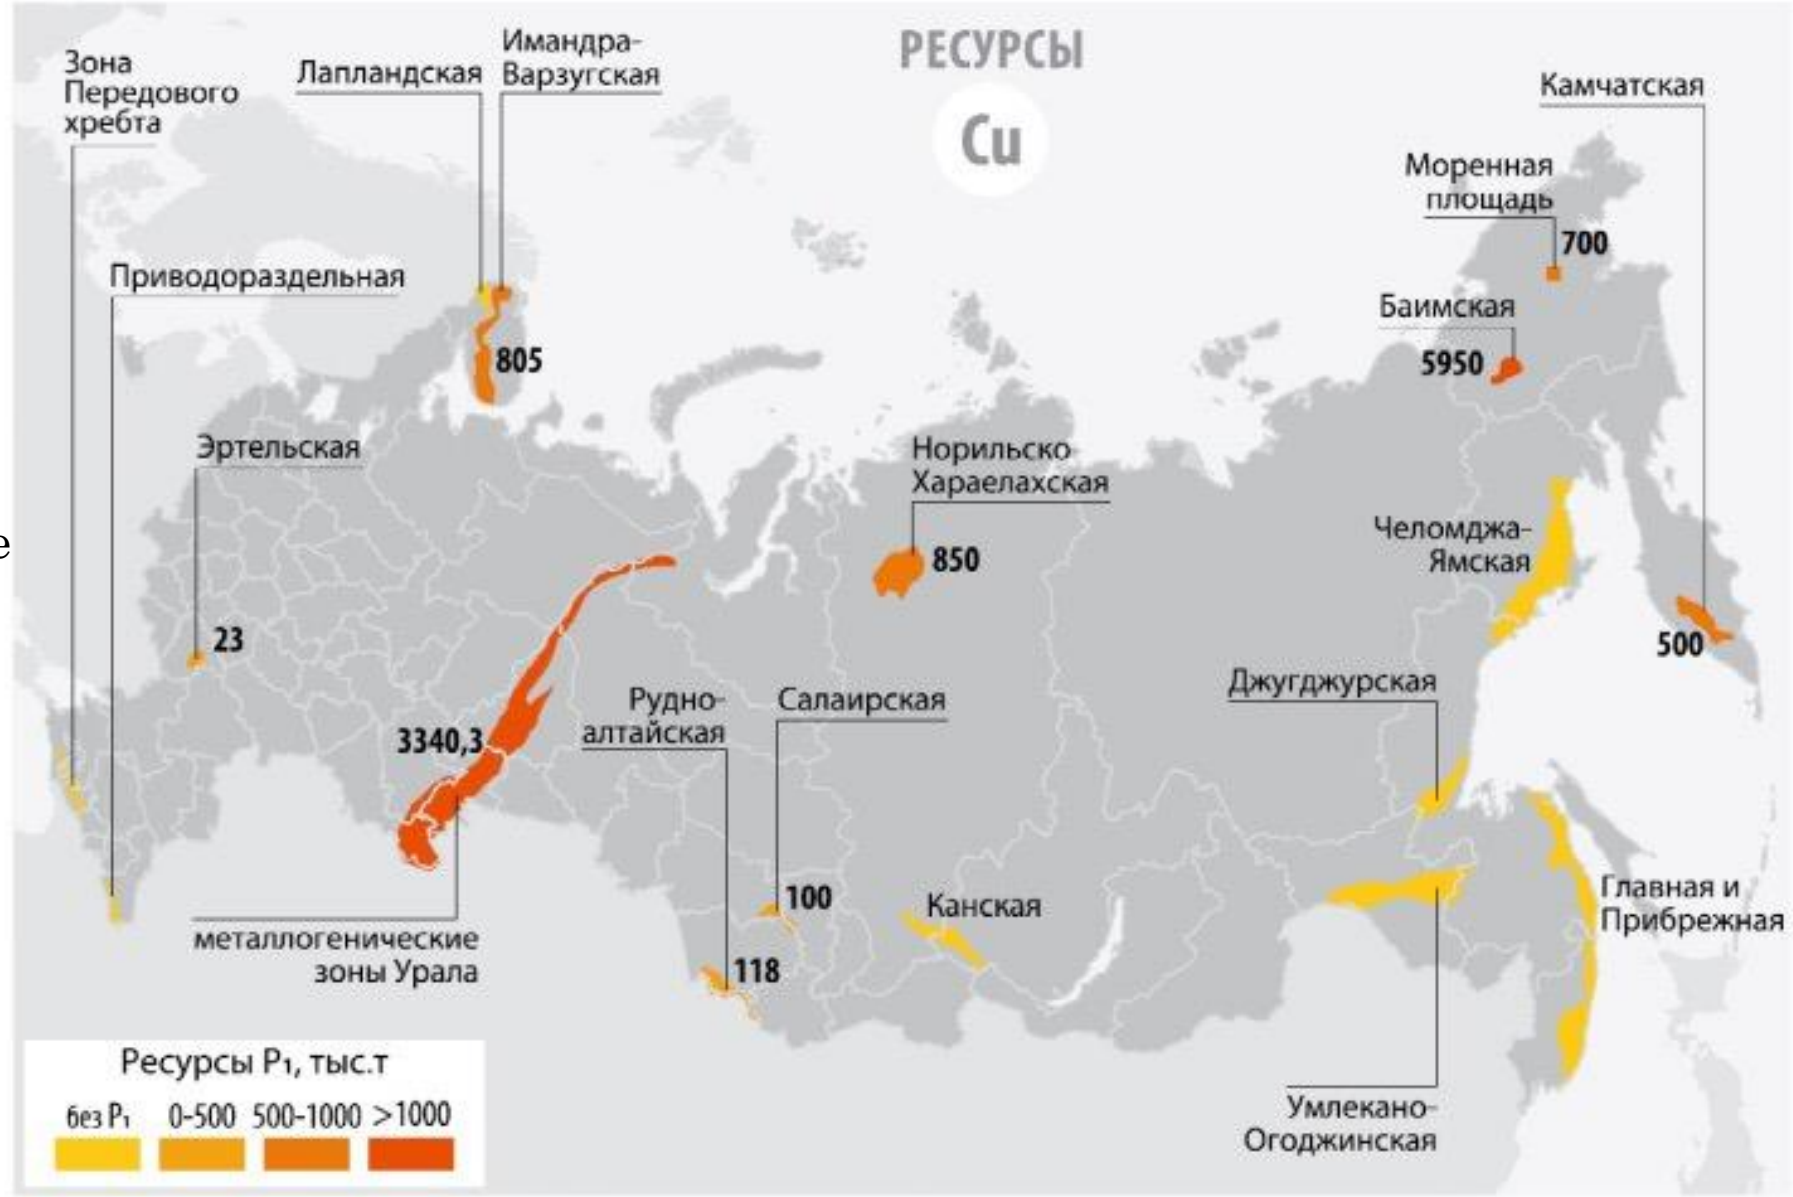 РЕСУРСЫ
Cu
Зона
Передового
хребта
Лапландская
Имандра-
Варзугская
Камчатская
Моренная
площадь
700
Приводораздельная
Баимская
5950
805
Эртельская
Норильско-
Хараелахская
850
Челомджа-
Ямская
е
23
500
Джугджурская
Рудно-
алтайская
Салаирская
3340,3
100
Канская
Главная и
Прибрежная
118
металлогенические
зоны Урала
Умлекано-
Огоджинская
Ресурсы P₁, тыс.т
без P₁ 0-500 500-1000 >1000